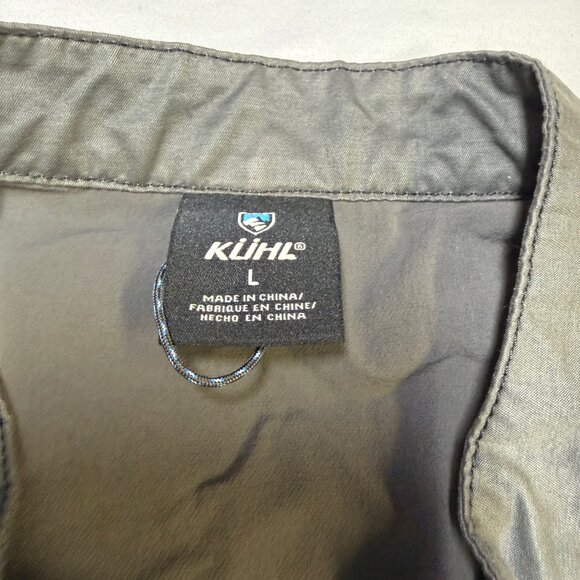 KÜHL®
L
MADE IN CHINA/
FABRIQUE EN CHINE/
HECHO EN CHINA